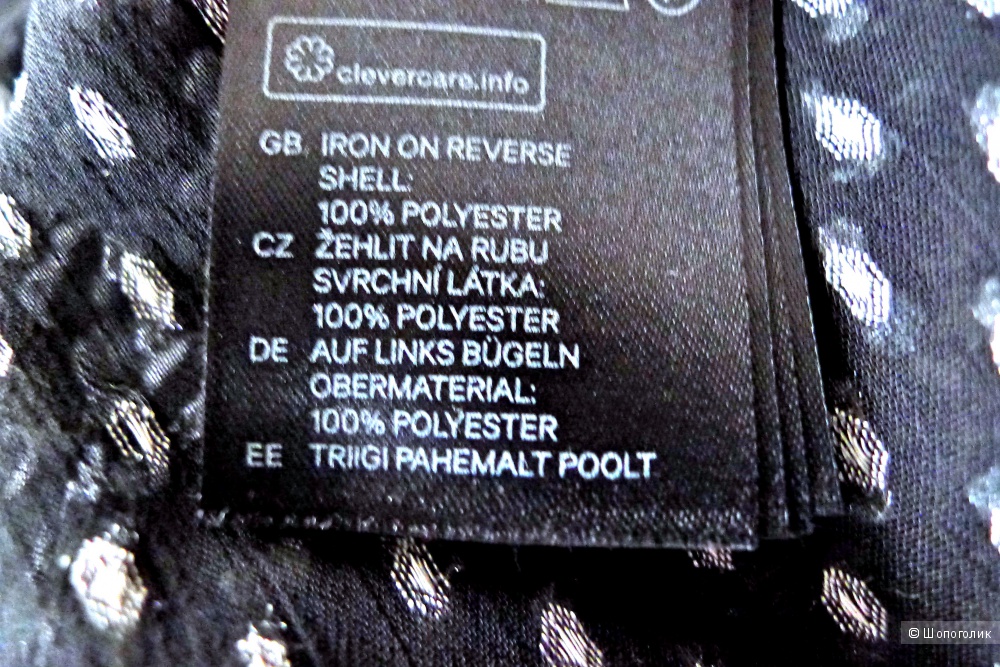 clevercare.info
GB IRON ON REVERSE
SHELL:
100% POLYESTER
CZ ŽEHLIT NA RUBU
SVRCHNÍ LÁTKA:
100% POLYESTER
DE AUF LINKS BÜGELN
OBERMATERIAL:
100% POLYESTER
EE TRIIGI PAHEMALT POOLT
© Шопоголик